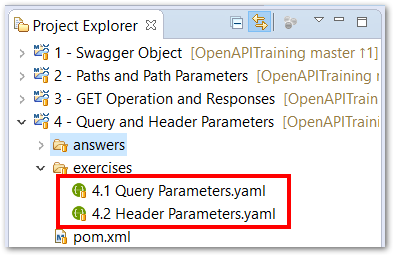 Project Explorer
1 - Swagger Object [OpenAPITraining master ↑1]
2 - Paths and Path Parameters [OpenAPITrain
3 - GET Operation and Responses [OpenAPITra
4 - Query and Header Parameters [OpenAPITrain
answers
exercises
4.1 Query Parameters.yaml
4.2 Header Parameters.yaml
pom.xml